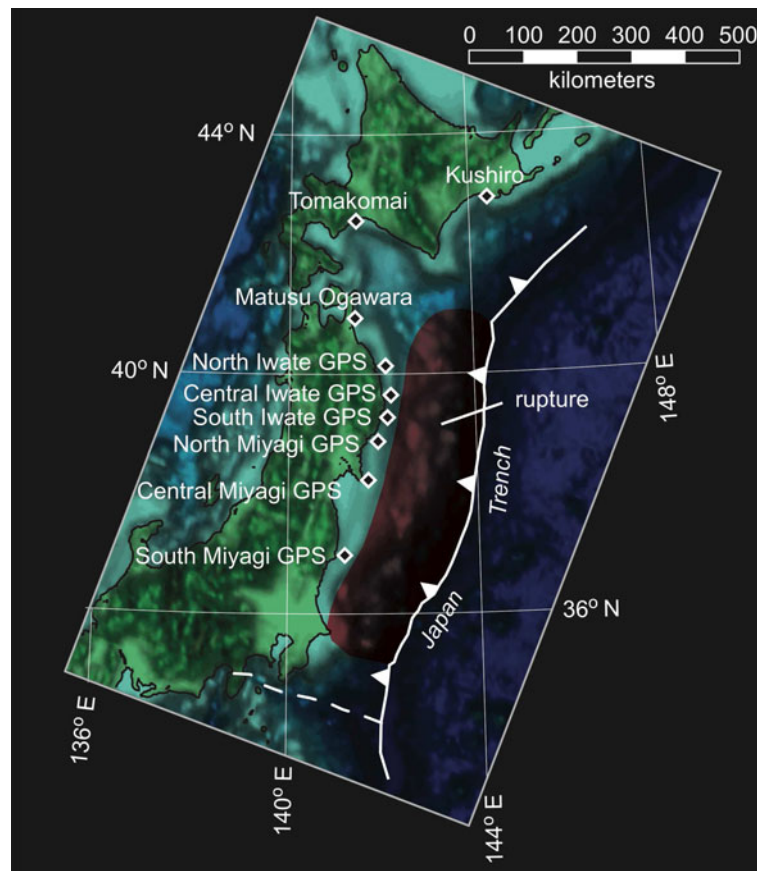 0 100 200 300 400 500
kilometers
44° N
Kushiro
Tomakomai
Matusu Ogawara
40° N
North Iwate GPS
148° E
Central Iwate GPS
rupture
South Iwate GPS
North Miyagi GPS
Central Miyagi GPS
Trench
South Miyagi GPS
Japan
36° N
136° E
140° E
144° E